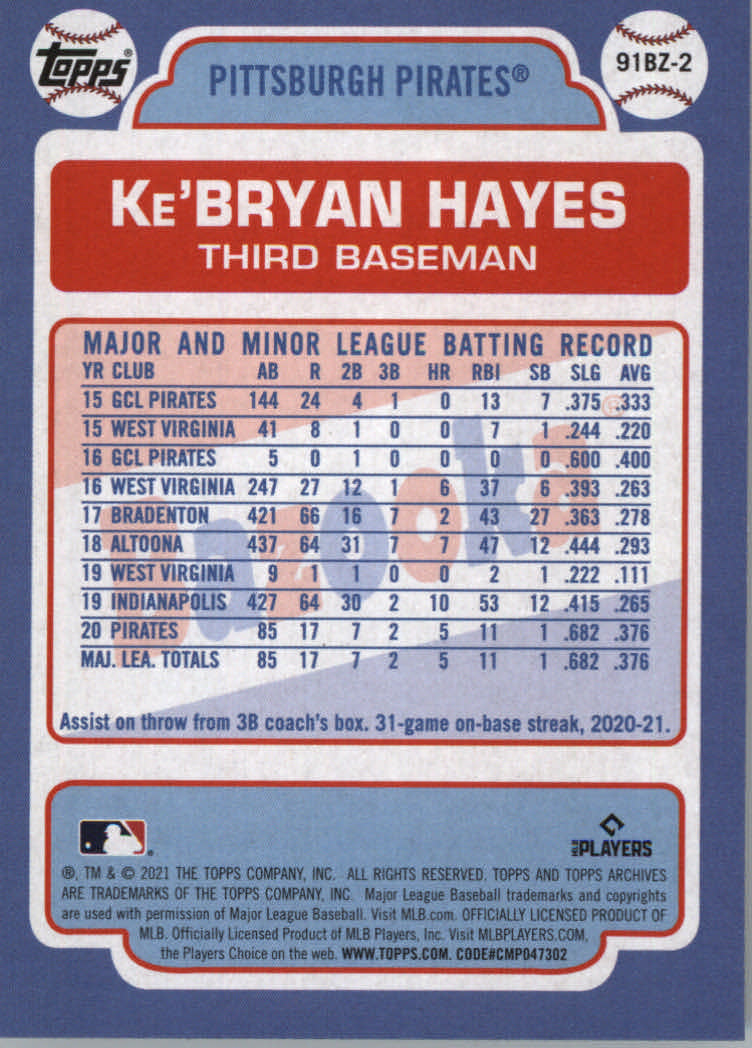 Topps
91BZ-2
PITTSBURGH PIRATES®
KE'BRYAN HAYES
THIRD BASEMAN
MAJOR AND MINOR LEAGUE BATTING RECORD
YR CLUB AB R 2B 3B HR RBI SB SLG AVG
15 GCL PIRATES 144 24 4 1 0 13 7 .375 .333
15 WEST VIRGINIA 41 8 1 0 0 7 1 .244 .220
16 GCL PIRATES 5 0 1 0 0 0 0 .600 .400
16 WEST VIRGINIA 247 27 12 1 6 37 6 .393 .263
17 BRADENTON 421 66 16 7 2 43 27 .363 .278
18 ALTOONA 437 64 31 7 7 47 12 .444 .293
19 WEST VIRGINIA 9 1 1 0 0 2 1 .222 .111
19 INDIANAPOLIS 427 64 30 2 10 53 12 .415 .265
20 PIRATES 85 17 7 2 5 11 1 .682 .376
MAJ. LEA. TOTALS 85 17 7 2 5 11 1 .682 .376
Bazooka®
Assist on throw from 3B coach's box. 31-game on-base streak, 2020-21.
MLB PLAYERS
®, TM & © 2021 THE TOPPS COMPANY, INC. ALL RIGHTS RESERVED. TOPPS AND TOPPS ARCHIVES
ARE TRADEMARKS OF THE TOPPS COMPANY, INC. Major League Baseball trademarks and copyrights
are used with permission of Major League Baseball. Visit MLB.com. OFFICIALLY LICENSED PRODUCT OF
MLB. Officially Licensed Product of MLB Players, Inc. Visit MLBPLAYERS.COM,
the Players Choice on the web. WWW.TOPPS.COM. CODE#CMP047302